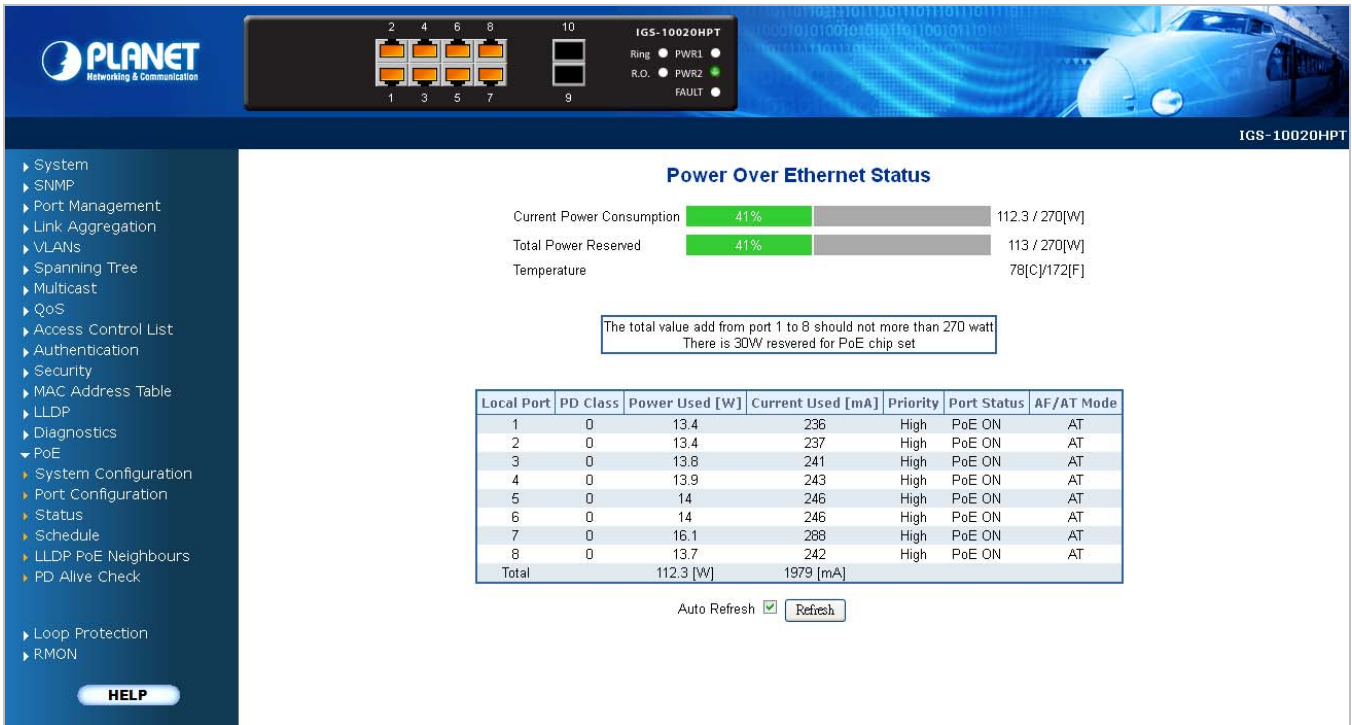 PLANET
Networking & Communication
2 4 6 8 10
IGS-10020HPT
Ring PWR1
R.O. PWR2
FAULT
1 3 5 7 9
IGS-10020HPT
System
SNMP
Port Management
Link Aggregation
VLANs
Spanning Tree
Multicast
QoS
Access Control List
Authentication
Security
MAC Address Table
LLDP
Diagnostics
PoE
System Configuration
Port Configuration
Status
Schedule
LLDP PoE Neighbours
PD Alive Check
Loop Protection
RMON
HELP
Power Over Ethernet Status
Current Power Consumption 41% 112.3 / 270[W]
Total Power Reserved 41% 113 / 270[W]
Temperature 78[C]/172[F]
The total value add from port 1 to 8 should not more than 270 watt
There is 30W resvered for PoE chip set
Local Port PD Class Power Used [W] Current Used [mA] Priority Port Status AF/AT Mode
1 0 13.4 236 High PoE ON AT
2 0 13.4 237 High PoE ON AT
3 0 13.8 241 High PoE ON AT
4 0 13.9 243 High PoE ON AT
5 0 14 246 High PoE ON AT
6 0 14 246 High PoE ON AT
7 0 16.1 288 High PoE ON AT
8 0 13.7 242 High PoE ON AT
Total 112.3 [W] 1979 [mA]
Auto Refresh Refresh